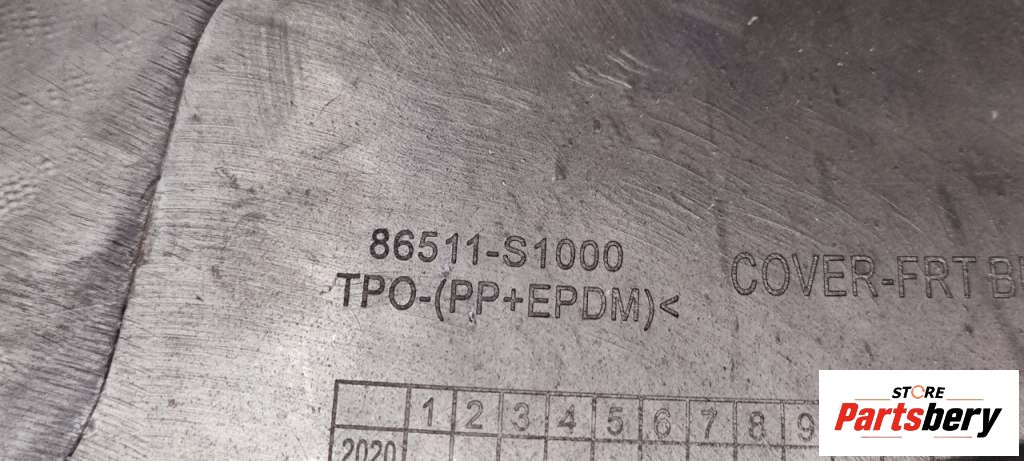 86511-S1000
TPO-(PP+EPDM)<
COVER-FRT
1 2 3 4 5 6 7 8 9
2020
STORE
Partsbery